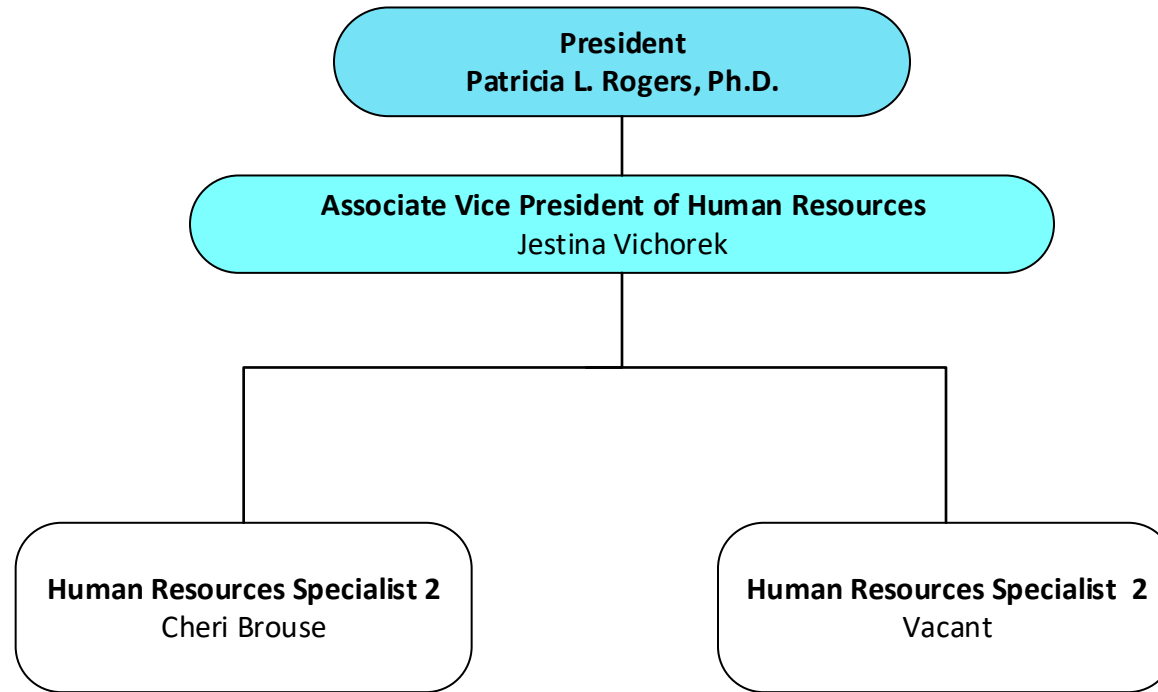 President
Patricia L. Rogers, Ph.D.
Associate Vice President of Human Resources
Jestina Vichorek
Human Resources Specialist 2
Cheri Brouse
Human Resources Specialist  2
Vacant